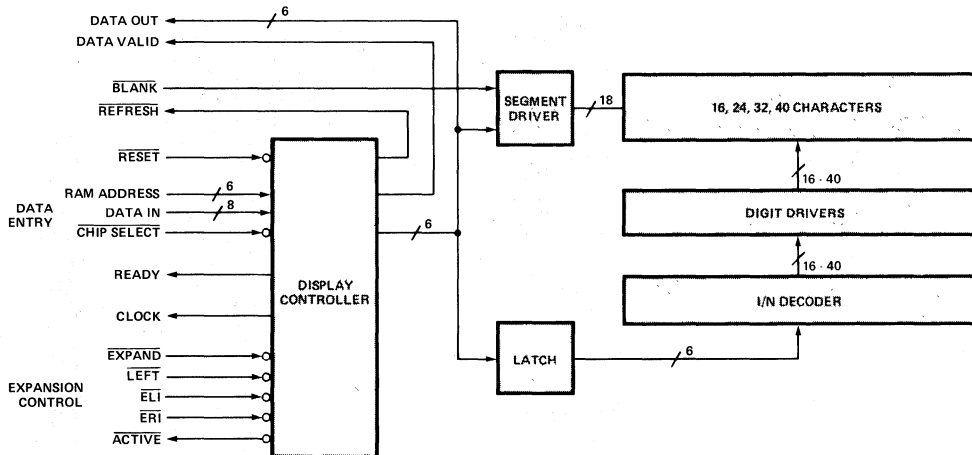 DATA OUT
6
DATA VALID
BLANK
REFRESH
RESET
RAM ADDRESS
6
DATA ENTRY
DATA IN
8
CHIP SELECT
READY
CLOCK
EXPAND
LEFT
EXPANSION CONTROL
ELI
ERI
ACTIVE
DISPLAY CONTROLLER
6
SEGMENT DRIVER
18
16, 24, 32, 40 CHARACTERS
16 - 40
DIGIT DRIVERS
16 - 40
I/N DECODER
LATCH
6